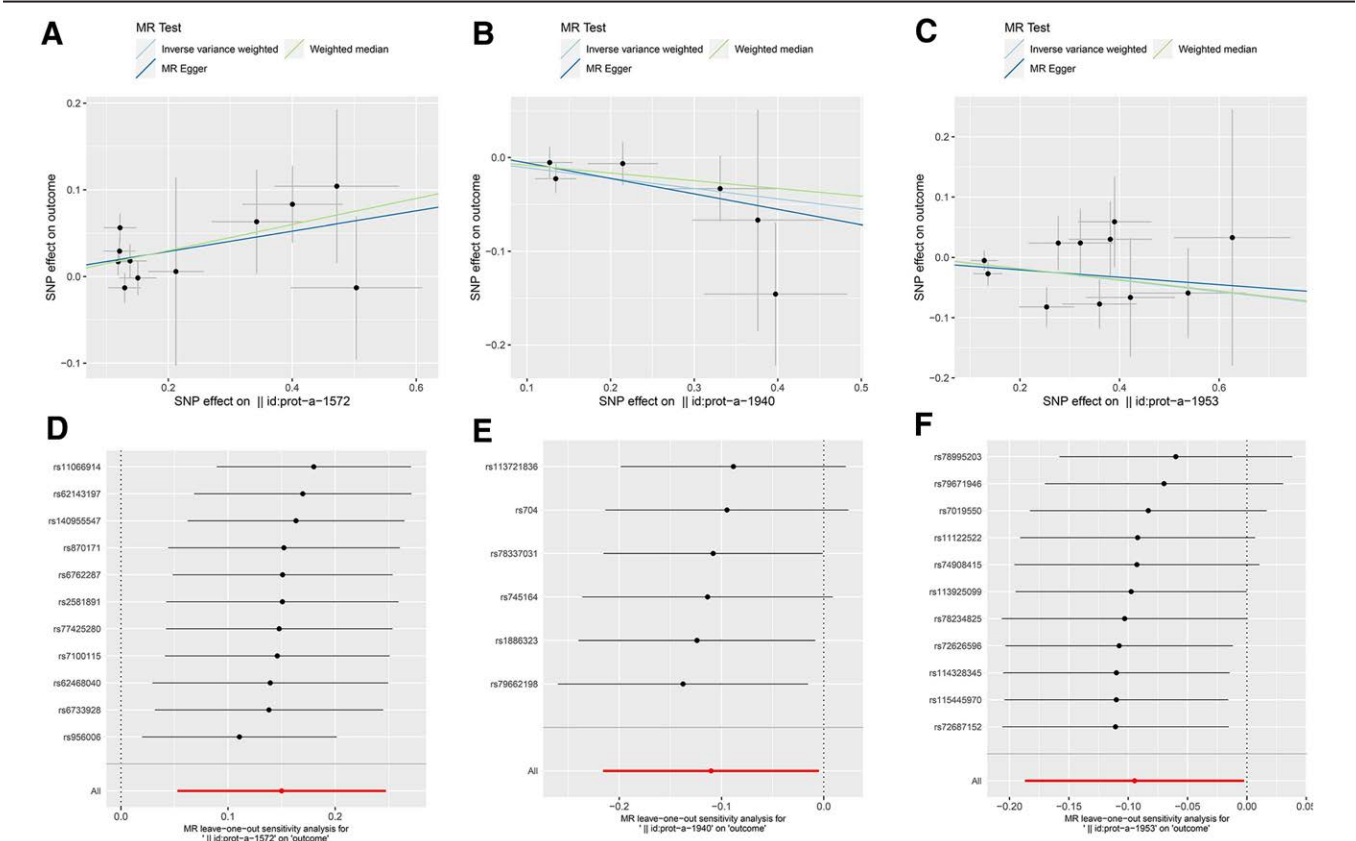 A
MR Test
Inverse variance weighted
Weighted median
MR Egger
SNP effect on outcome
0.2
0.1
0.0
−0.1
0.2
0.4
0.6
SNP effect on || id:prot−a−1572
B
MR Test
Inverse variance weighted
Weighted median
MR Egger
SNP effect on outcome
0.0
−0.1
−0.2
0.1
0.2
0.3
0.4
0.5
SNP effect on || id:prot−a−1940
C
MR Test
Inverse variance weighted
Weighted median
MR Egger
SNP effect on outcome
0.2
0.1
0.0
−0.1
−0.2
0.2
0.4
0.6
SNP effect on || id:prot−a−1953
D
rs11066914
rs62143197
rs140955547
rs870171
rs6762287
rs2581891
rs77425280
rs7100115
rs62468040
rs6733928
rs956006
All
0.0
0.1
0.2
MR leave−one−out sensitivity analysis for
' || id:prot−a−1572' on 'outcome'
E
rs113721836
rs704
rs78337031
rs745164
rs1886323
rs79662198
All
−0.2
−0.1
0.0
MR leave−one−out sensitivity analysis for
' || id:prot−a−1940' on 'outcome'
F
rs78995203
rs79671946
rs7019550
rs11122522
rs74908415
rs113925099
rs78234825
rs72626596
rs114328345
rs115445970
rs72687152
All
−0.20
−0.15
−0.10
−0.05
0.00
MR leave−one−out sensitivity analysis for
' || id:prot−a−1953' on 'outcome'